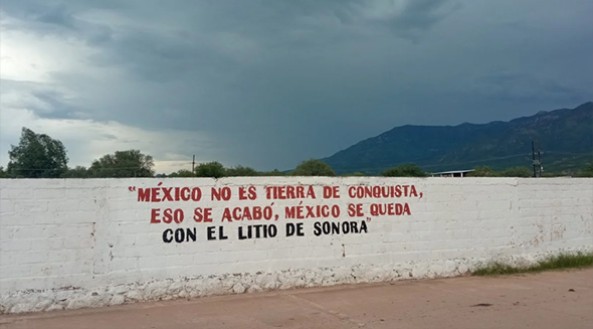 "MÉXICO NO ES TIERRA DE CONQUISTA,
ESO SE ACABÓ, MÉXICO SE QUEDA
CON EL LITIO DE SONORA"